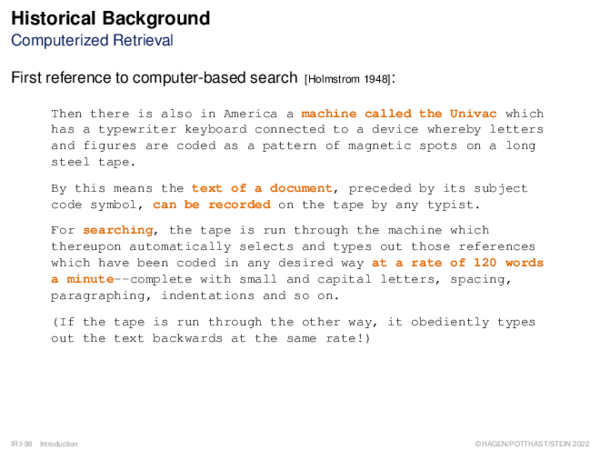 Historical Background
Computerized Retrieval
First reference to computer-based search [Holmstrom 1948]:
Then there is also in America a machine called the Univac which
has a typewriter keyboard connected to a device whereby letters
and figures are coded as a pattern of magnetic spots on a long
steel tape.
By this means the text of a document, preceded by its subject
code symbol, can be recorded on the tape by any typist.
For searching, the tape is run through the machine which
thereupon automatically selects and types out those references
which have been coded in any desired way at a rate of 120 words
a minute––complete with small and capital letters, spacing,
paragraphing, indentations and so on.
(If the tape is run through the other way, it obediently types
out the text backwards at the same rate!)
IR:I-88 Introduction ©HAGEN/POTTHAST/STEIN 2022